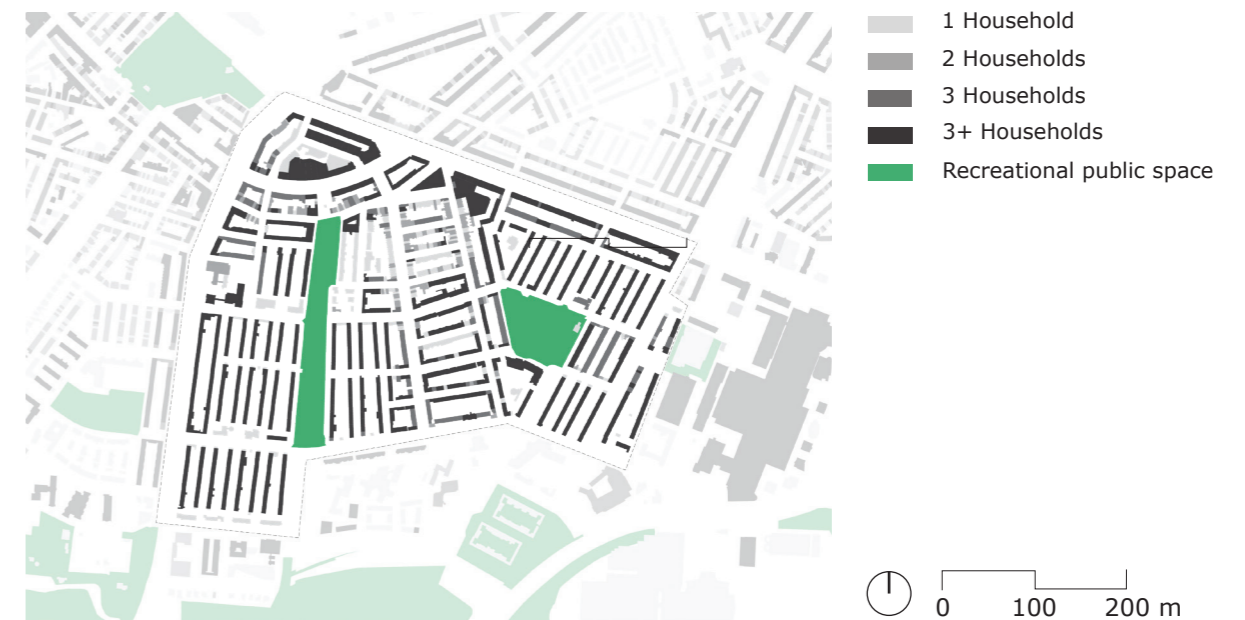 1 Household
2 Households
3 Households
3+ Households
Recreational public space
0 100 200 m